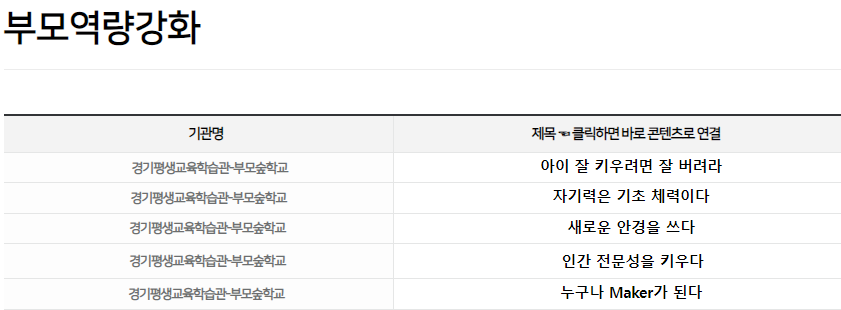 부모역량강화
기관명 제목 ☜ 클릭하면 바로 콘텐츠로 연결
경기평생교육학습관-부모숲학교 아이 잘 키우려면 잘 버려라
경기평생교육학습관-부모숲학교 자기력은 기초 체력이다
경기평생교육학습관-부모숲학교 새로운 안경을 쓰다
경기평생교육학습관-부모숲학교 인간 전문성을 키우다
경기평생교육학습관-부모숲학교 누구나 Maker가 된다